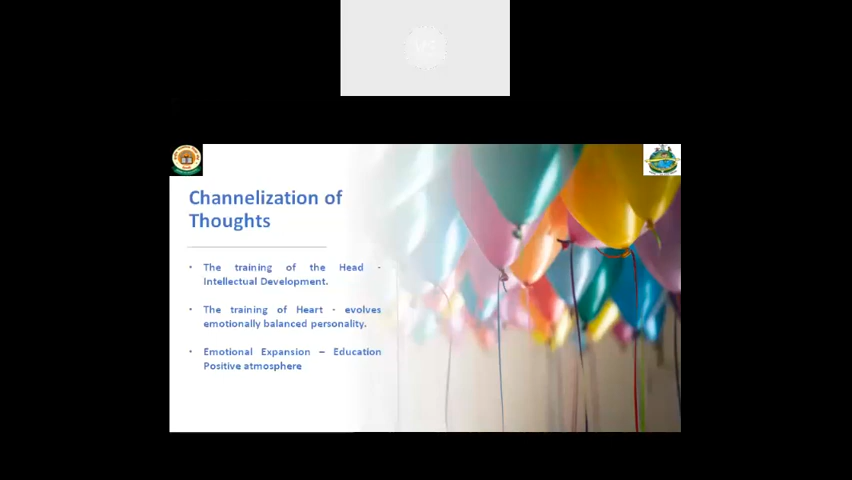 Channelization of
Thoughts
• The training of the Head -
Intellectual Development.
• The training of Heart - evolves
emotionally balanced personality.
• Emotional Expansion – Education
Positive atmosphere